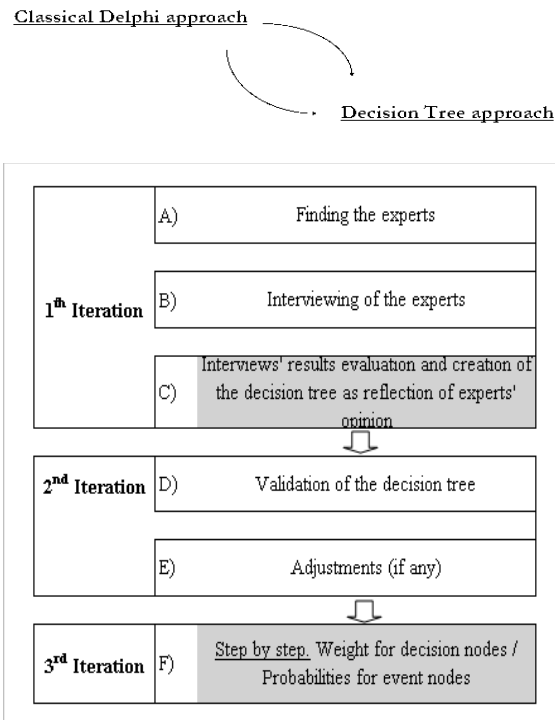 Classical Delphi approach
Decision Tree approach
A) Finding the experts
1th Iteration B) Interviewing of the experts
Interviews' results evaluation and creation of
C) the decision tree as reflection of experts'
opinion
2nd Iteration D) Validation of the decision tree
E) Adjustments (if any)
Step by step. Weight for decision nodes /
3rd Iteration F) Probabilities for event nodes